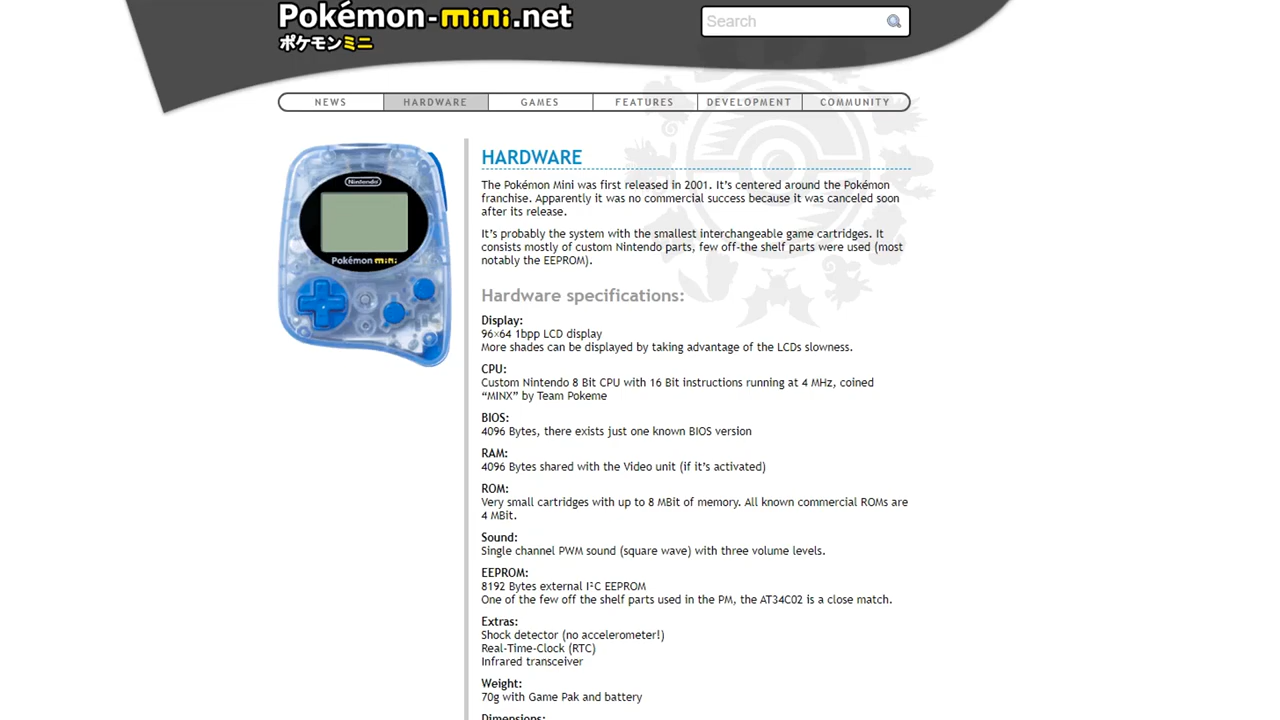 Pokémon-mini.net
ポケモンミニ
Search
NEWS
HARDWARE
GAMES
FEATURES
DEVELOPMENT
COMMUNITY
Nintendo
Pokémon mini
HARDWARE
The Pokémon Mini was first released in 2001. It's centered around the Pokémon
franchise. Apparently it was no commercial success because it was canceled soon
after its release.
It's probably the system with the smallest interchangeable game cartridges. It
consists mostly of custom Nintendo parts, few off-the shelf parts were used (most
notably the EEPROM).
Hardware specifications:
Display:
96×64 1bpp LCD display
More shades can be displayed by taking advantage of the LCDs slowness.
CPU:
Custom Nintendo 8 Bit CPU with 16 Bit instructions running at 4 MHz, coined
“MINX” by Team Pokeme
BIOS:
4096 Bytes, there exists just one known BIOS version
RAM:
4096 Bytes shared with the Video unit (if it's activated)
ROM:
Very small cartridges with up to 8 MBit of memory. All known commercial ROMs are
4 MBit.
Sound:
Single channel PWM sound (square wave) with three volume levels.
EEPROM:
8192 Bytes external I²C EEPROM
One of the few off the shelf parts used in the PM, the AT34C02 is a close match.
Extras:
Shock detector (no accelerometer!)
Real-Time-Clock (RTC)
Infrared transceiver
Weight:
70g with Game Pak and battery
Dimensions: